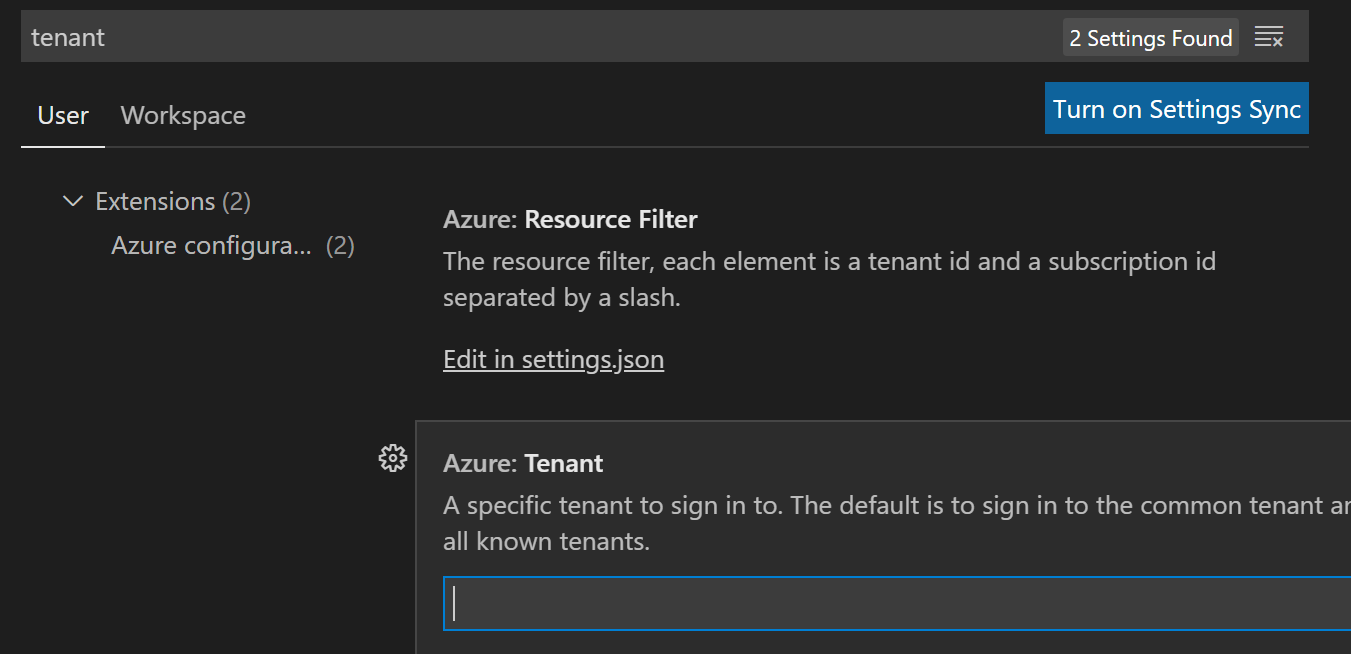 tenant
2 Settings Found
User
Workspace
Turn on Settings Sync
Extensions (2)
Azure configura... (2)
Azure: Resource Filter
The resource filter, each element is a tenant id and a subscription id
separated by a slash.
Edit in settings.json
Azure: Tenant
A specific tenant to sign in to. The default is to sign in to the common tenant
all known tenants.